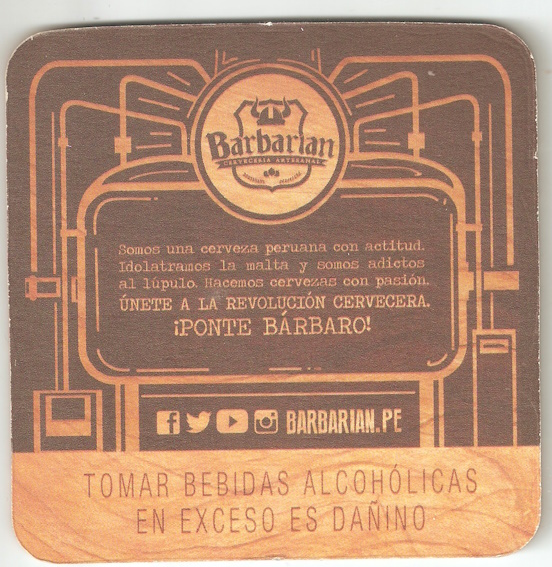 Barbarian
CERVECERÍA ARTESANAL
Somos una cerveza peruana con actitud.
Idolatramos la malta y somos adictos
al lúpulo. Hacemos cervezas con pasión.
ÚNETE A LA REVOLUCIÓN CERVECERA.
¡PONTE BÁRBARO!
BARBARIAN.PE
TOMAR BEBIDAS ALCOHÓLICAS
EN EXCESO ES DAÑINO